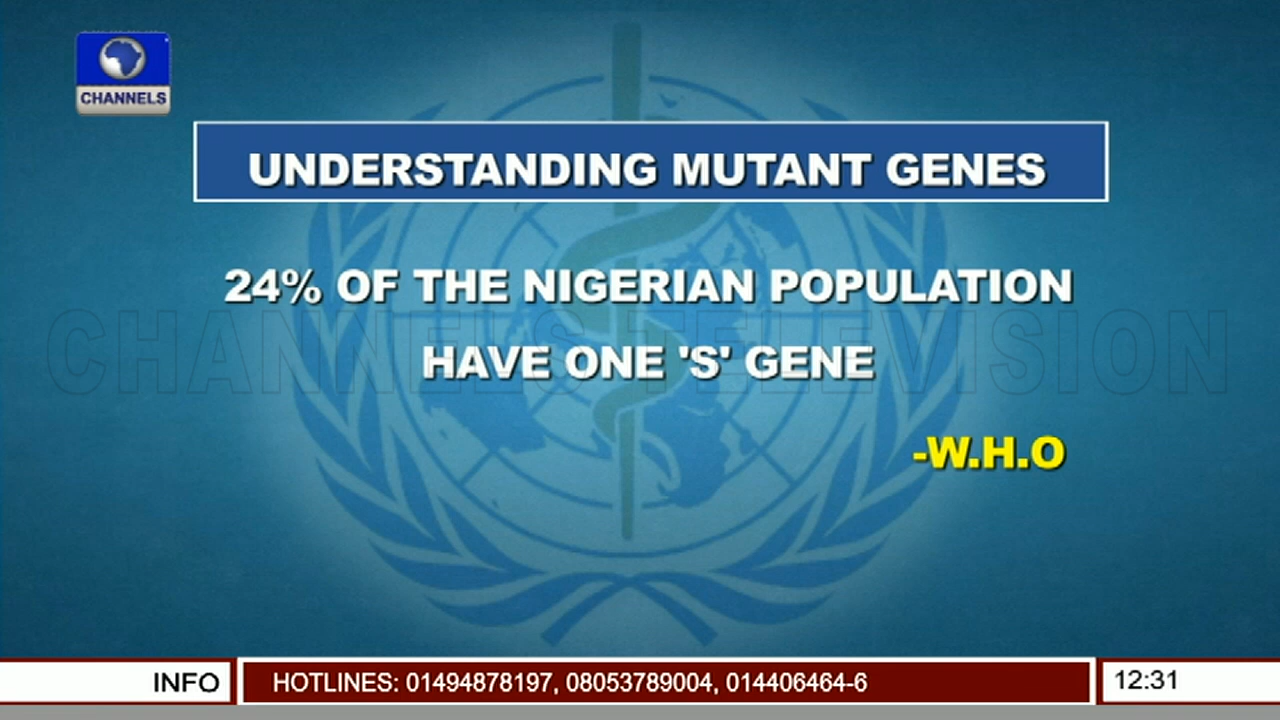 CHANNELS
UNDERSTANDING MUTANT GENES
24% OF THE NIGERIAN POPULATION
CHANNELS TELEVISION
HAVE ONE 'S' GENE
-W.H.O
INFO
HOTLINES: 01494878197, 08053789004, 014406464-6
12:31